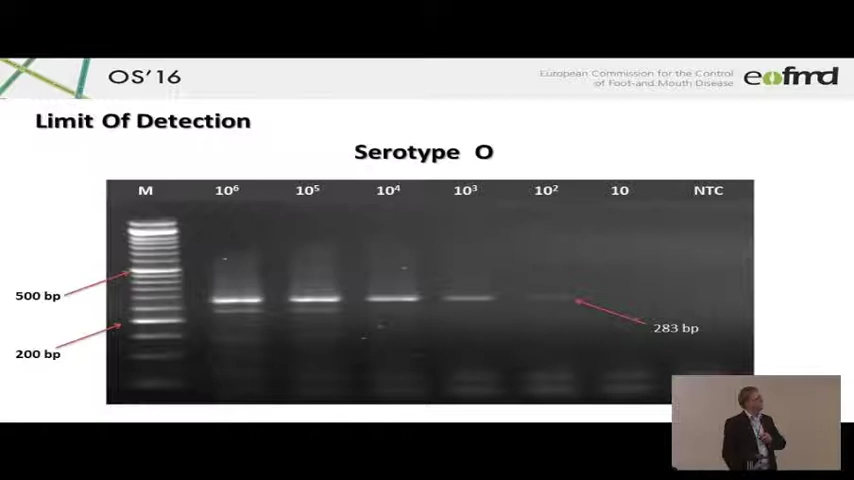 OS'16
European Commission for the Control
of Foot-and-Mouth Disease
eofmd
Limit Of Detection
Serotype O
M 10⁶ 10⁵ 10⁴ 10³ 10² 10 NTC
500 bp
283 bp
200 bp